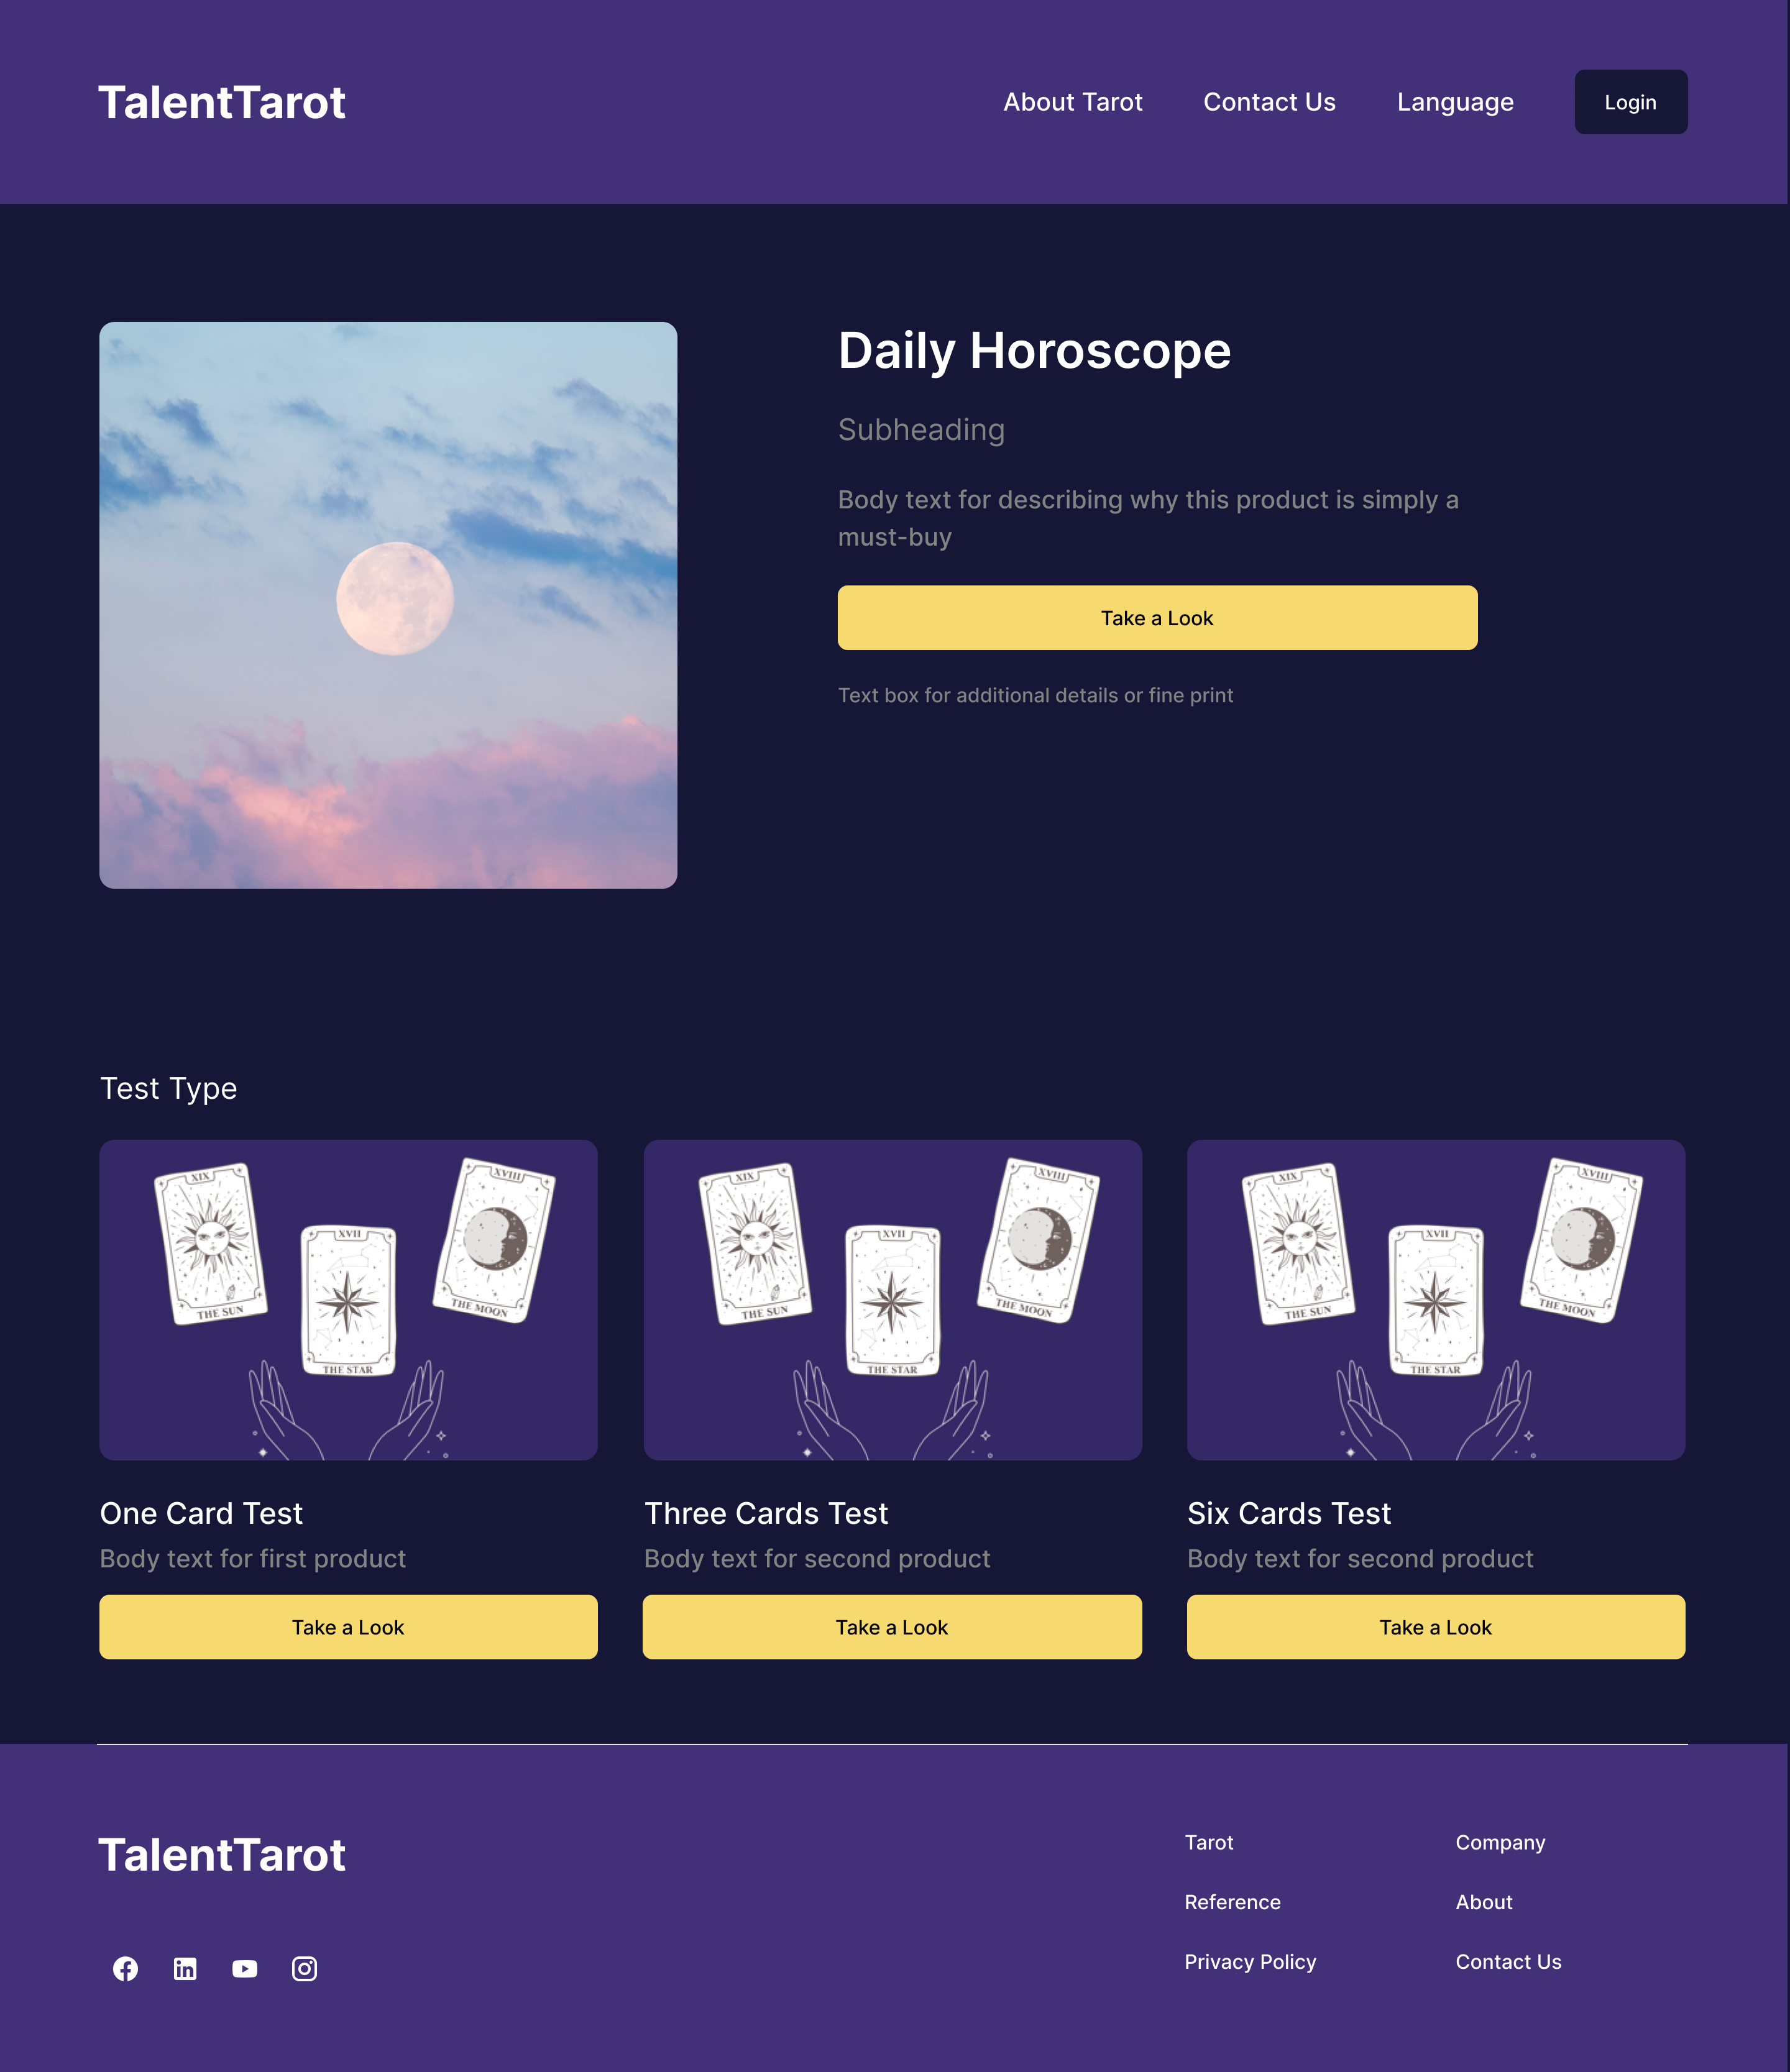 TalentTarot
About Tarot
Contact Us
Language
Login
Daily Horoscope
Subheading
Body text for describing why this product is simply a
must-buy
Take a Look
Text box for additional details or fine print
Test Type
XIX
THE SUN
XVII
THE STAR
XVIII
THE MOON
XIX
THE SUN
XVII
THE STAR
XVIII
THE MOON
XIX
THE SUN
XVII
THE STAR
XVIII
THE MOON
One Card Test
Body text for first product
Take a Look
Three Cards Test
Body text for second product
Take a Look
Six Cards Test
Body text for second product
Take a Look
TalentTarot
Tarot
Reference
Privacy Policy
Company
About
Contact Us